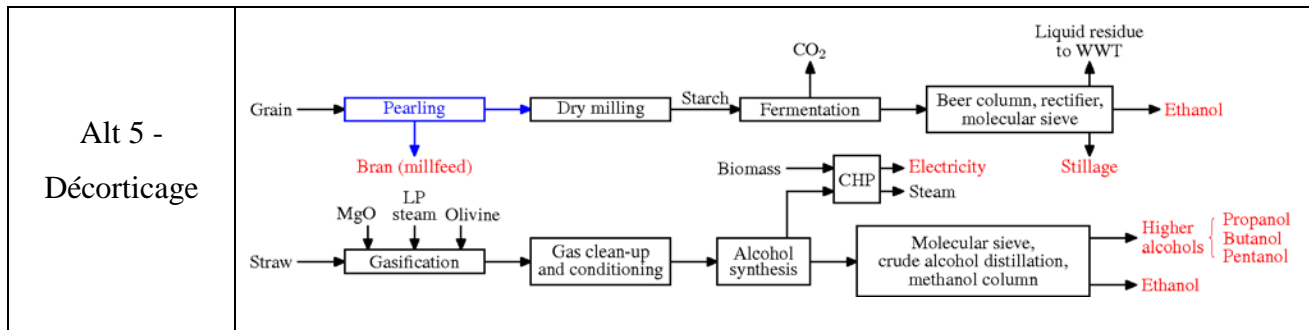 Alt 5 -
Décorticage
Liquid residue
to WWT
CO2
Grain
Pearling
Dry milling
Starch
Fermentation
Beer column, rectifier,
molecular sieve
Ethanol
Bran (millfeed)
Stillage
Biomass
CHP
Electricity
Steam
MgO
LP
steam
Olivine
Straw
Gasification
Gas clean-up
and conditioning
Alcohol
synthesis
Molecular sieve,
crude alcohol distillation,
methanol column
Higher
alcohols
Propanol
Butanol
Pentanol
Ethanol